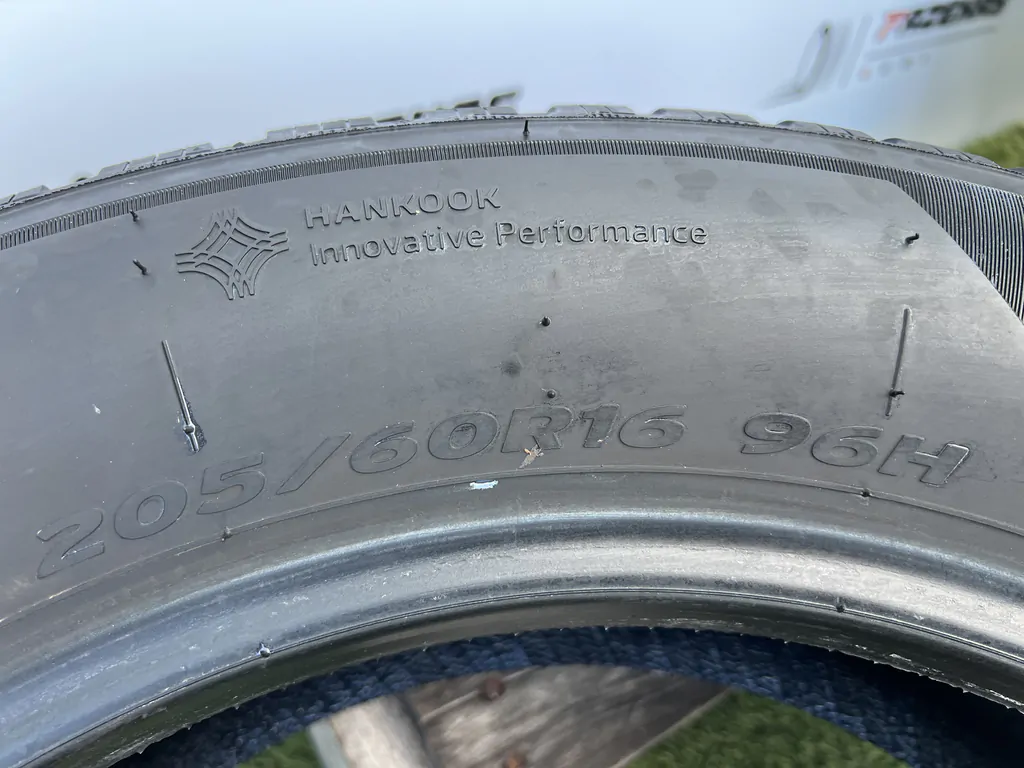 HANKOOK
Innovative Performance
205/60R16 96H